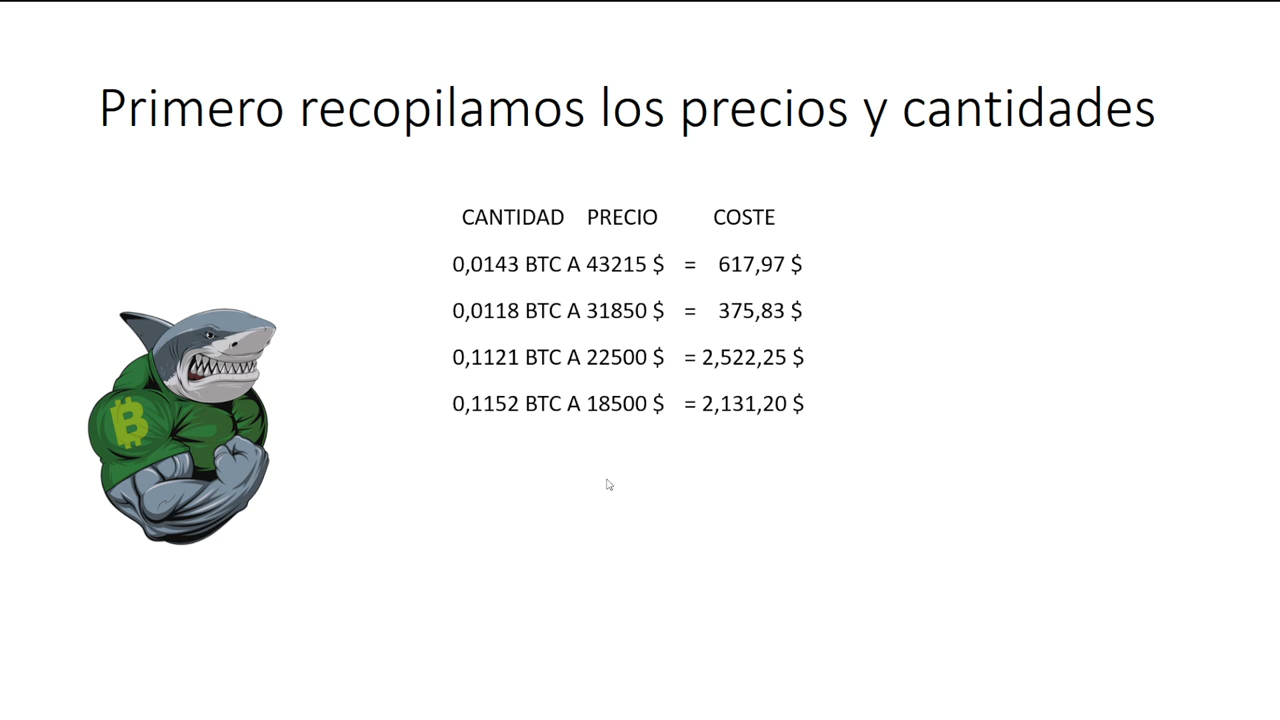 Primero recopilamos los precios y cantidades
CANTIDAD PRECIO COSTE
0,0143 BTC A 43215 $ = 617,97 $
0,0118 BTC A 31850 $ = 375,83 $
0,1121 BTC A 22500 $ = 2,522,25 $
0,1152 BTC A 18500 $ = 2,131,20 $